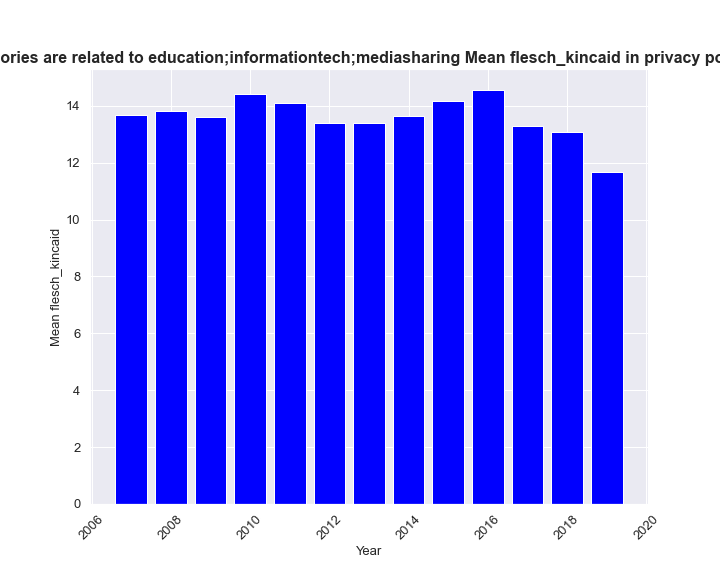 ories are related to education;informationtech;mediasharing Mean flesch_kincaid in privacy po
14
12
10
8
6
4
2
0
Mean flesch_kincaid
2006 2008 2010 2012 2014 2016 2018 2020
Year